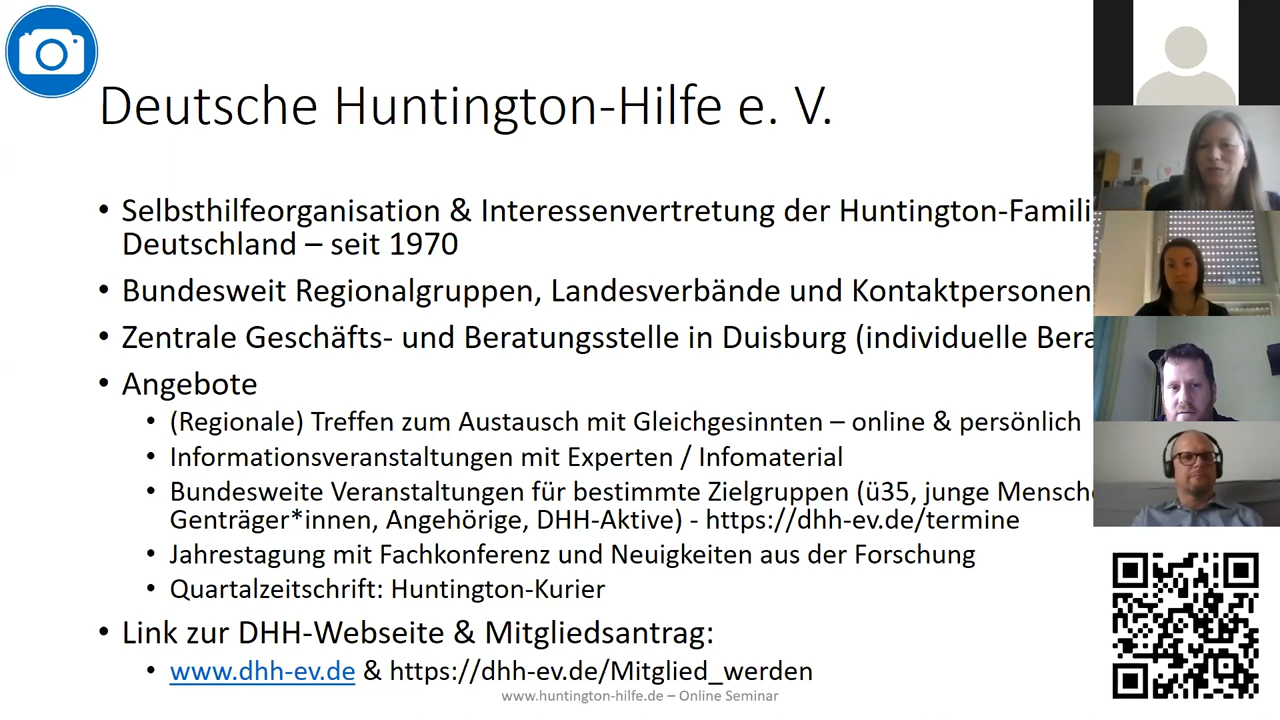 Deutsche Huntington-Hilfe e. V.
• Selbsthilfeorganisation & Interessenvertretung der Huntington-Famili
Deutschland – seit 1970
• Bundesweit Regionalgruppen, Landesverbände und Kontaktpersonen
• Zentrale Geschäfts- und Beratungsstelle in Duisburg (individuelle Bera
• Angebote
• (Regionale) Treffen zum Austausch mit Gleichgesinnten – online & persönlich
• Informationsveranstaltungen mit Experten / Infomaterial
• Bundesweite Veranstaltungen für bestimmte Zielgruppen (ü35, junge Mensch
Genträger*innen, Angehörige, DHH-Aktive) - https://dhh-ev.de/termine
• Jahrestagung mit Fachkonferenz und Neuigkeiten aus der Forschung
• Quartalzeitschrift: Huntington-Kurier
• Link zur DHH-Webseite & Mitgliedsantrag:
• www.dhh-ev.de & https://dhh-ev.de/Mitglied_werden
www.huntington-hilfe.de – Online Seminar